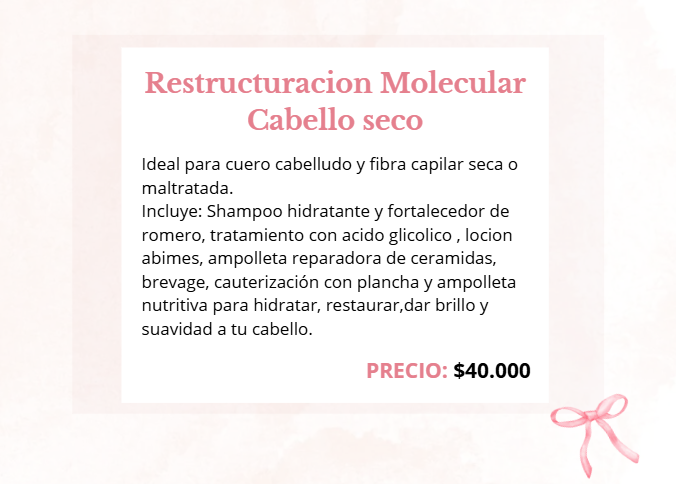 Restructuracion Molecular
Cabello seco
Ideal para cuero cabelludo y fibra capilar seca o
maltratada.
Incluye: Shampoo hidratante y fortalecedor de
romero, tratamiento con acido glicolico , locion
abimes, ampolleta reparadora de ceramidas,
brevage, cauterización con plancha y ampolleta
nutritiva para hidratar, restaurar,dar brillo y
suavidad a tu cabello.
PRECIO: $40.000